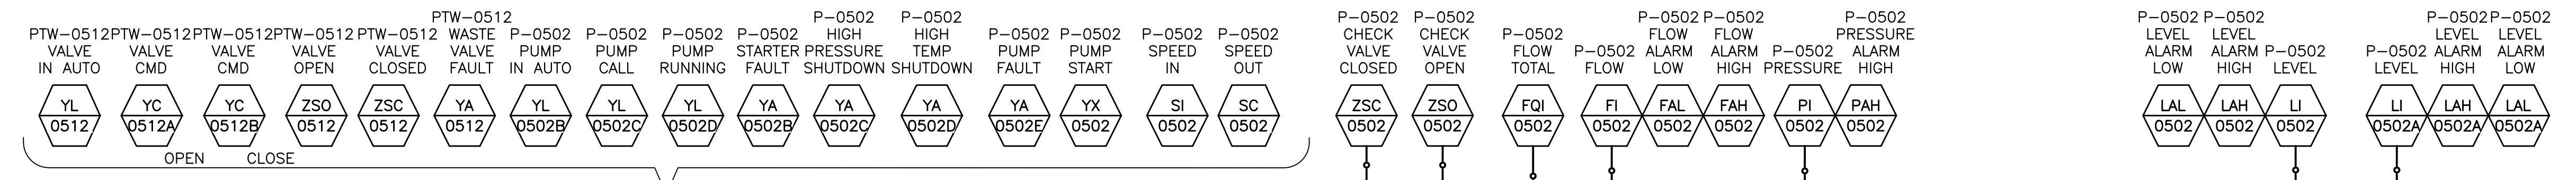 PTW-0512 VALVE IN AUTO
PTW-0512 VALVE CMD
PTW-0512 VALVE CMD
PTW-0512 VALVE OPEN
PTW-0512 VALVE CLOSED
PTW-0512 WASTE VALVE FAULT
P-0502 PUMP IN AUTO
P-0502 PUMP CALL
P-0502 PUMP RUNNING
P-0502 STARTER FAULT
P-0502 HIGH PRESSURE SHUTDOWN
P-0502 HIGH TEMP SHUTDOWN
P-0502 PUMP FAULT
P-0502 PUMP START
P-0502 SPEED IN
P-0502 SPEED OUT
P-0502 CHECK VALVE CLOSED
P-0502 CHECK VALVE OPEN
P-0502 FLOW TOTAL
P-0502 FLOW
P-0502 FLOW ALARM LOW
P-0502 FLOW ALARM HIGH
P-0502 PRESSURE
P-0502 PRESSURE ALARM HIGH
P-0502 LEVEL ALARM LOW
P-0502 LEVEL ALARM HIGH
P-0502 LEVEL
P-0502 LEVEL
P-0502 LEVEL ALARM HIGH
P-0502 LEVEL ALARM LOW
YL 0512
YC 0512A
YC 0512B
ZSO 0512
ZSC 0512
YA 0512
YL 0502B
YL 0502C
YL 0502D
YA 0502B
YA 0502C
YA 0502D
YA 0502E
YX 0502
SI 0502
SC 0502
ZSC 0502
ZSO 0502
FQI 0502
FI 0502
FAL 0502
FAH 0502
PI 0502
PAH 0502
LAL 0502
LAH 0502
LI 0502
LI 0502A
LAH 0502A
LAL 0502A
OPEN CLOSE